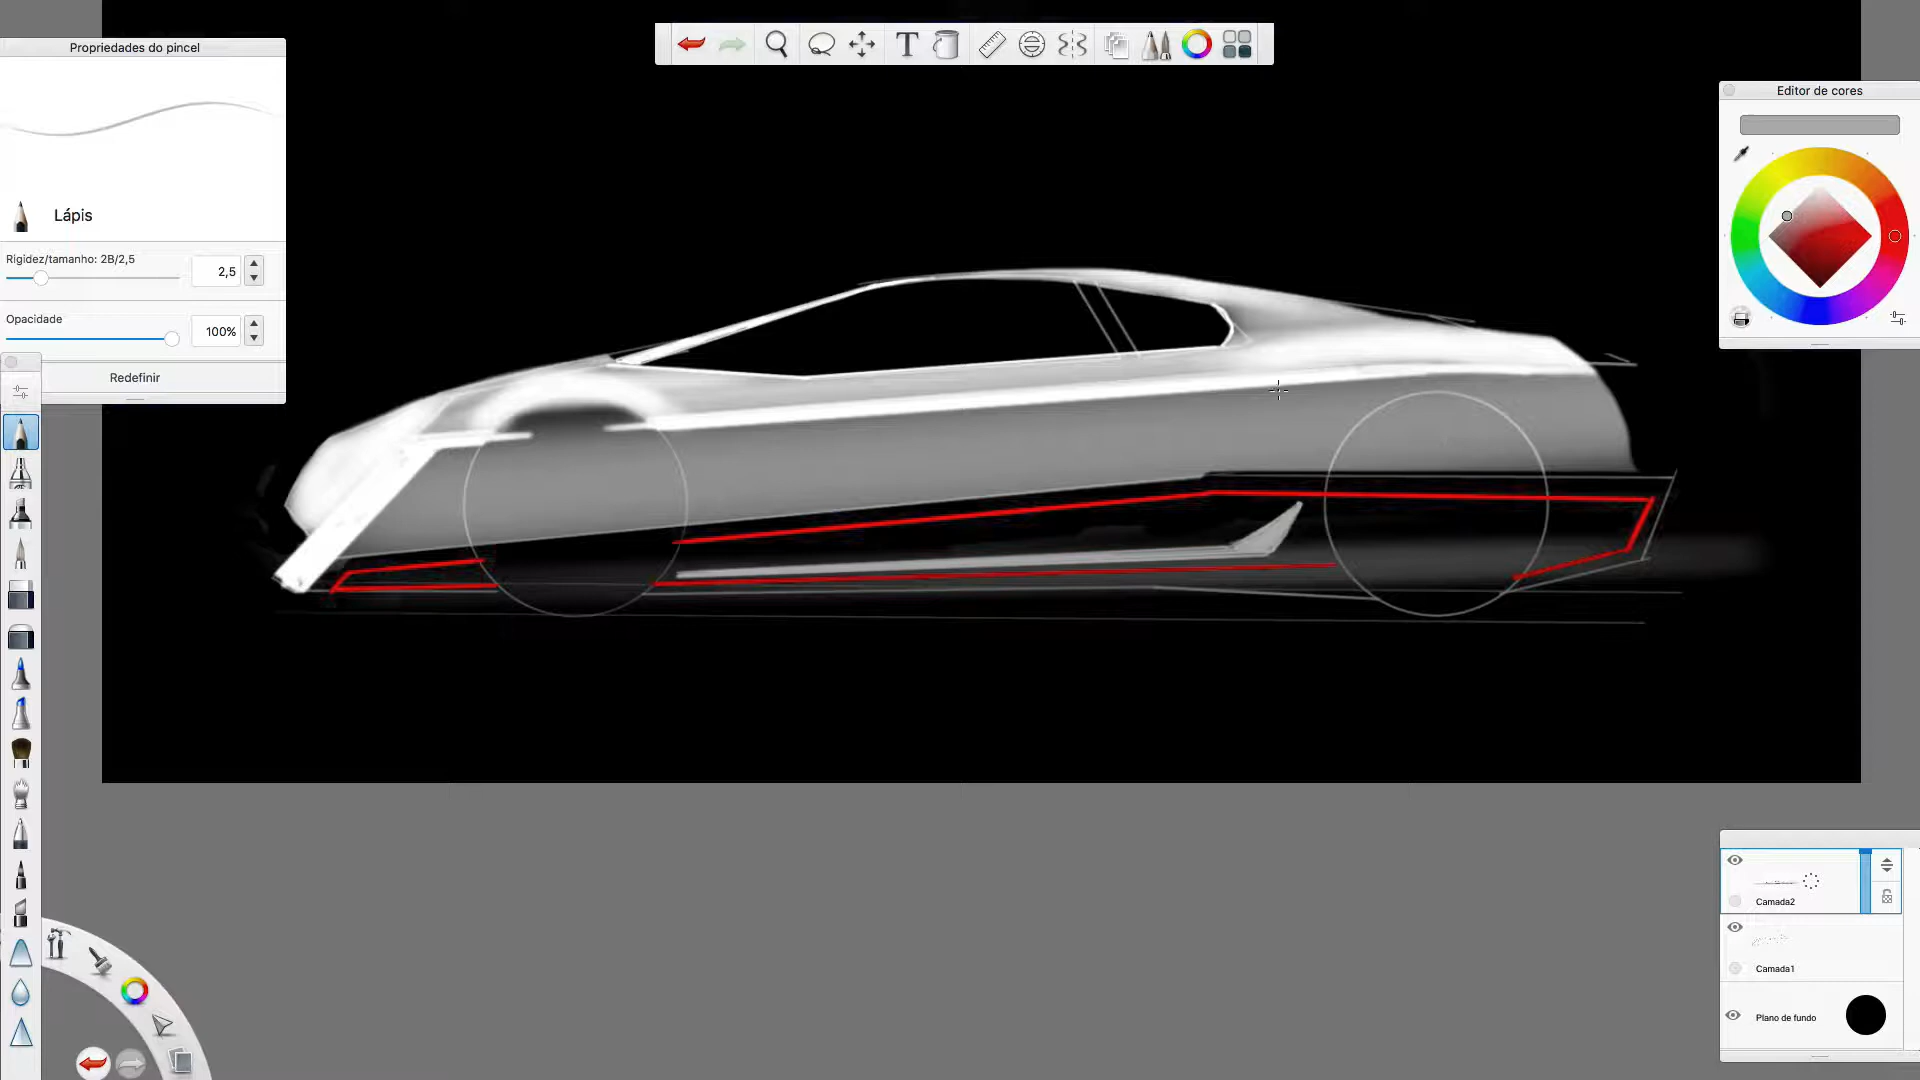 Propriedades do pincel
Lápis
Rigidez/tamanho: 2B/2,5
2,5
Opacidade
100%
Redefinir
T
Editor de cores
Camada2
Camada1
Plano de fundo